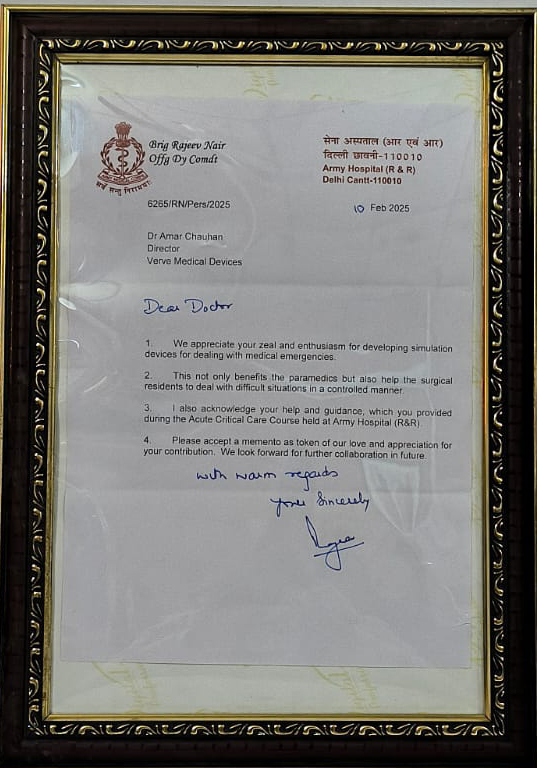 Brig Rajeev Nair
Offg Dy Comdt
सेना अस्पताल (आर एवं आर)
दिल्ली छावनी-110010
Army Hospital (R & R)
Delhi Cantt-110010
सर्वे सन्तु निरामयाः
6265/RN/Pers/2025
10 Feb 2025
Dr Amar Chauhan
Director
Verve Medical Devices
Dear Doctor
1. We appreciate your zeal and enthusiasm for developing simulation
devices for dealing with medical emergencies.
2. This not only benefits the paramedics but also help the surgical
residents to deal with difficult situations in a controlled manner.
3. I also acknowledge your help and guidance, which you provided
during the Acute Critical Care Course held at Army Hospital (R&R).
4. Please accept a memento as token of our love and appreciation for
your contribution. We look forward for further collaboration in future.
with warm regards
Yours Sincerely